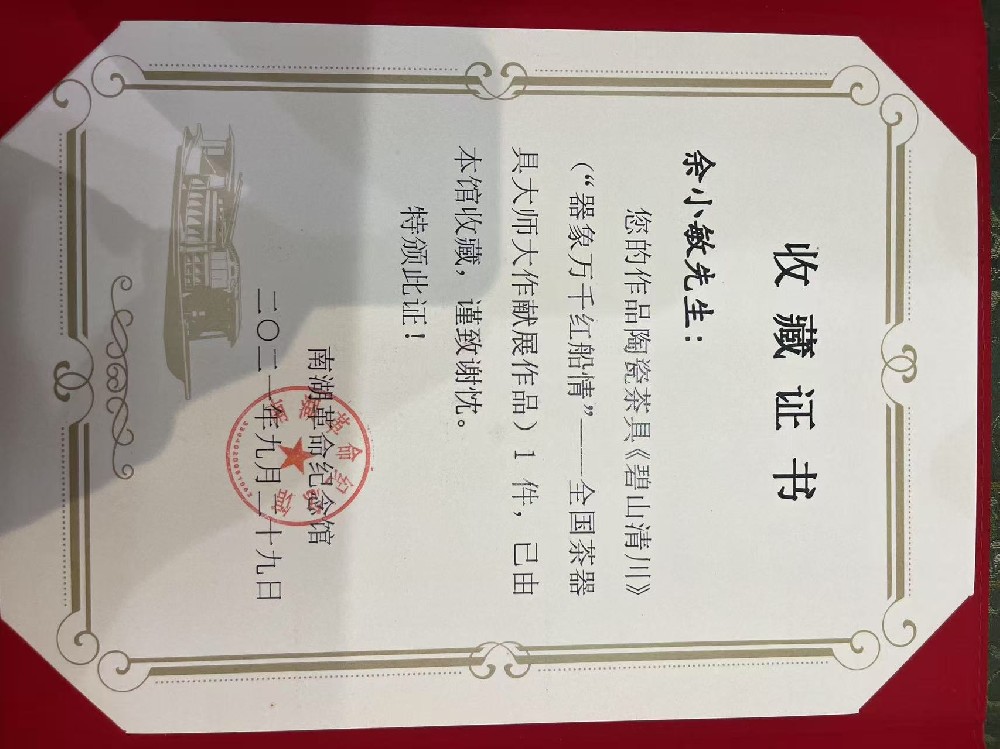 收藏证书
余小敏先生：
您的作品陶瓷茶具《碧山清川》
（“器象万千红船情”——全国茶器
具大师大作献展作品）1 件，已由
本馆收藏，谨致谢忱。
特颁此证！
南湖革命纪念馆
二〇二一年九月二十九日